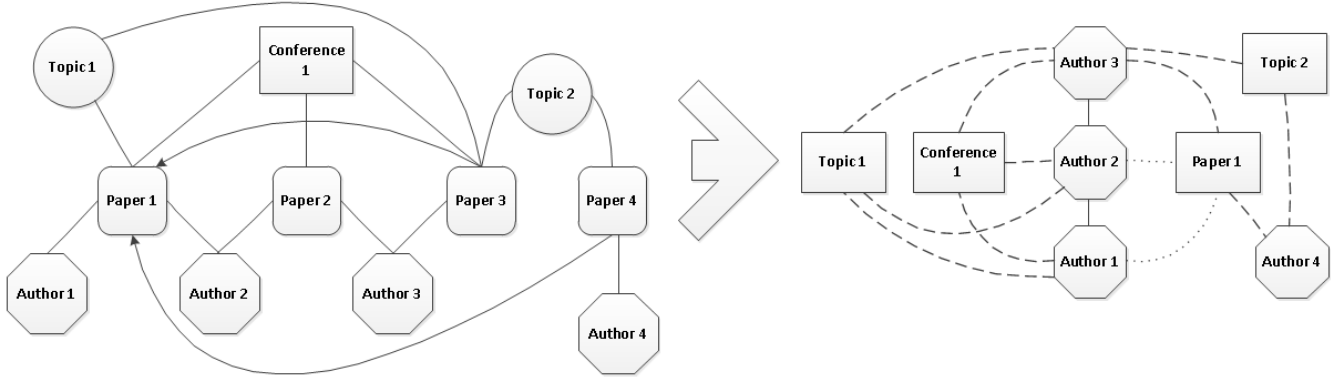 Topic 1
Conference
1
Topic 2
Paper 1
Paper 2
Paper 3
Paper 4
Author 1
Author 2
Author 3
Author 4
Author 3
Topic 2
Topic 1
Conference
1
Author 2
Paper 1
Author 1
Author 4